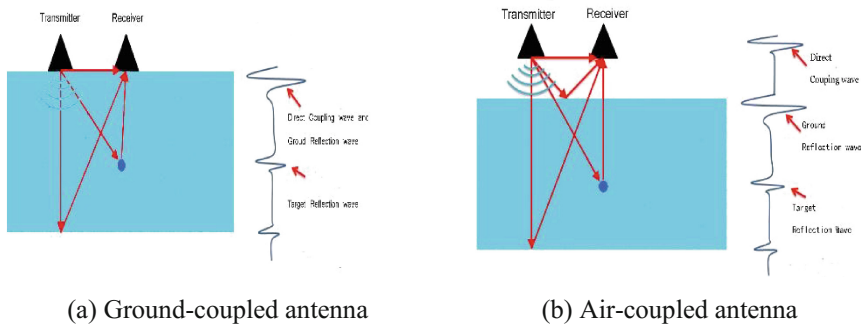 Transmitter Receiver
Direct Coupling wave and
Groud Reflection wave
Target Reflection wave
(a) Ground-coupled antenna
Transmitter Receiver
Direct
Couping wave
Ground
Reflection wave
Target
Reflection Wave
(b) Air-coupled antenna